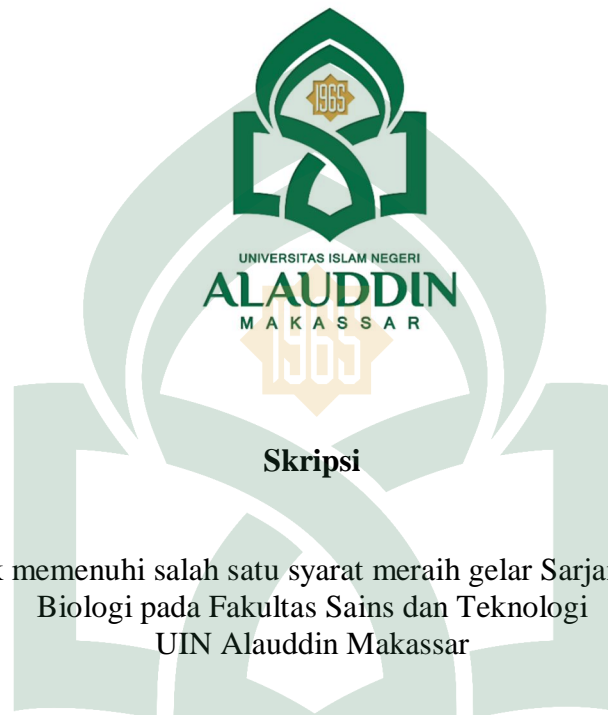 1965
UNIVERSITAS ISLAM NEGERI
ALAUDDIN
MAKASSAR
1965
Skripsi
memenuhi salah satu syarat meraih gelar
Biologi pada Fakultas Sains dan Teknologi
UIN Alauddin Makassar